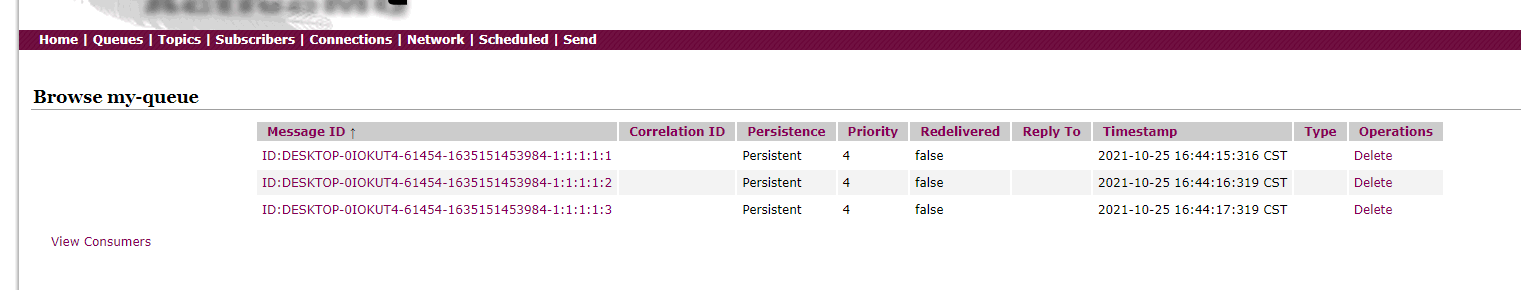 Home | Queues | Topics | Subscribers | Connections | Network | Scheduled | Send
Browse my-queue
Message ID ↑ Correlation ID Persistence Priority Redelivered Reply To Timestamp Type Operations
ID:DESKTOP-0IOKUT4-61454-1635151453984-1:1:1:1:1 Persistent 4 false 2021-10-25 16:44:15:316 CST Delete
ID:DESKTOP-0IOKUT4-61454-1635151453984-1:1:1:1:2 Persistent 4 false 2021-10-25 16:44:16:319 CST Delete
ID:DESKTOP-0IOKUT4-61454-1635151453984-1:1:1:1:3 Persistent 4 false 2021-10-25 16:44:17:319 CST Delete
View Consumers